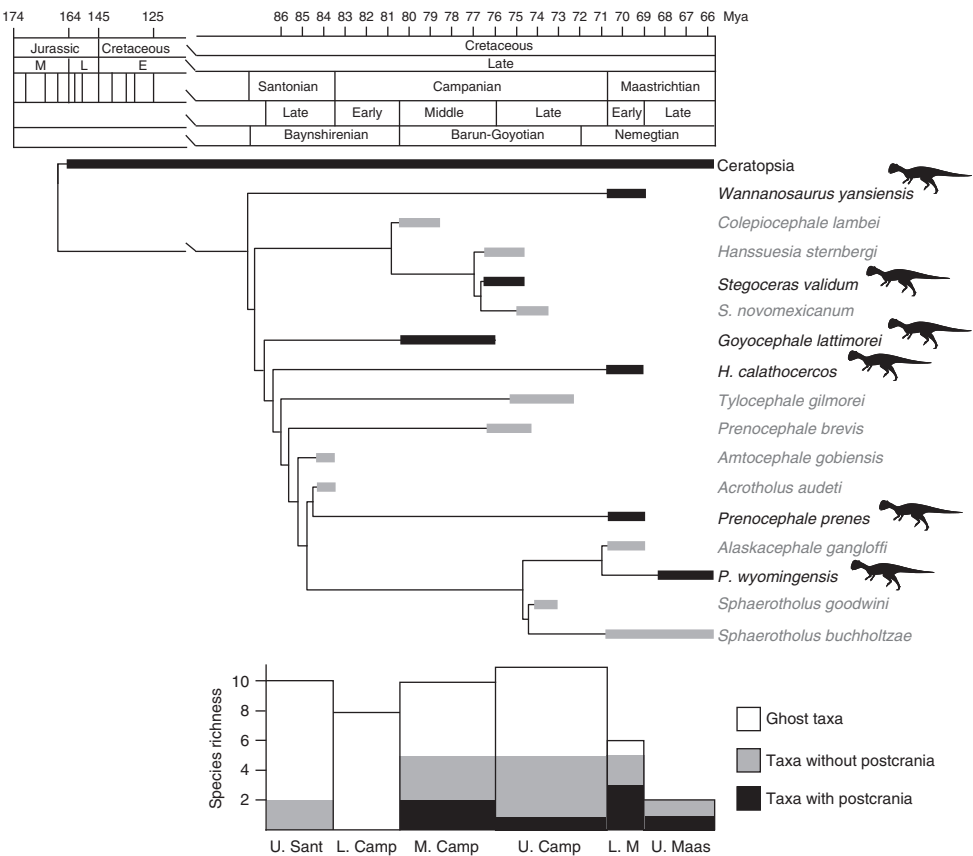 174 164 145 125 86 85 84 83 82 81 80 79 78 77 76 75 74 73 72 71 70 69 68 67 66 Mya
Jurassic Cretaceous Cretaceous
M L E Late
Santonian Campanian Maastrichtian
Late Early Middle Late Early Late
Baynshirenian Barun-Goyotian Nemegtian
Ceratopsia
Wannanosaurus yansiensis
Colepiocephale lambei
Hanssuesia sternbergi
Stegoceras validum
S. novomexicanum
Goyocephale lattimorei
H. calathocercos
Tylocephale gilmorei
Prenocephale brevis
Amtocephale gobiensis
Acrotholus audeti
Prenocephale prenes
Alaskacephale gangloffi
P. wyomingensis
Sphaerotholus goodwini
Sphaerotholus buchholtzae
Species richness
10
8
6
4
2
U. Sant L. Camp M. Camp U. Camp L. M U. Maas
Ghost taxa
Taxa without postcrania
Taxa with postcrania